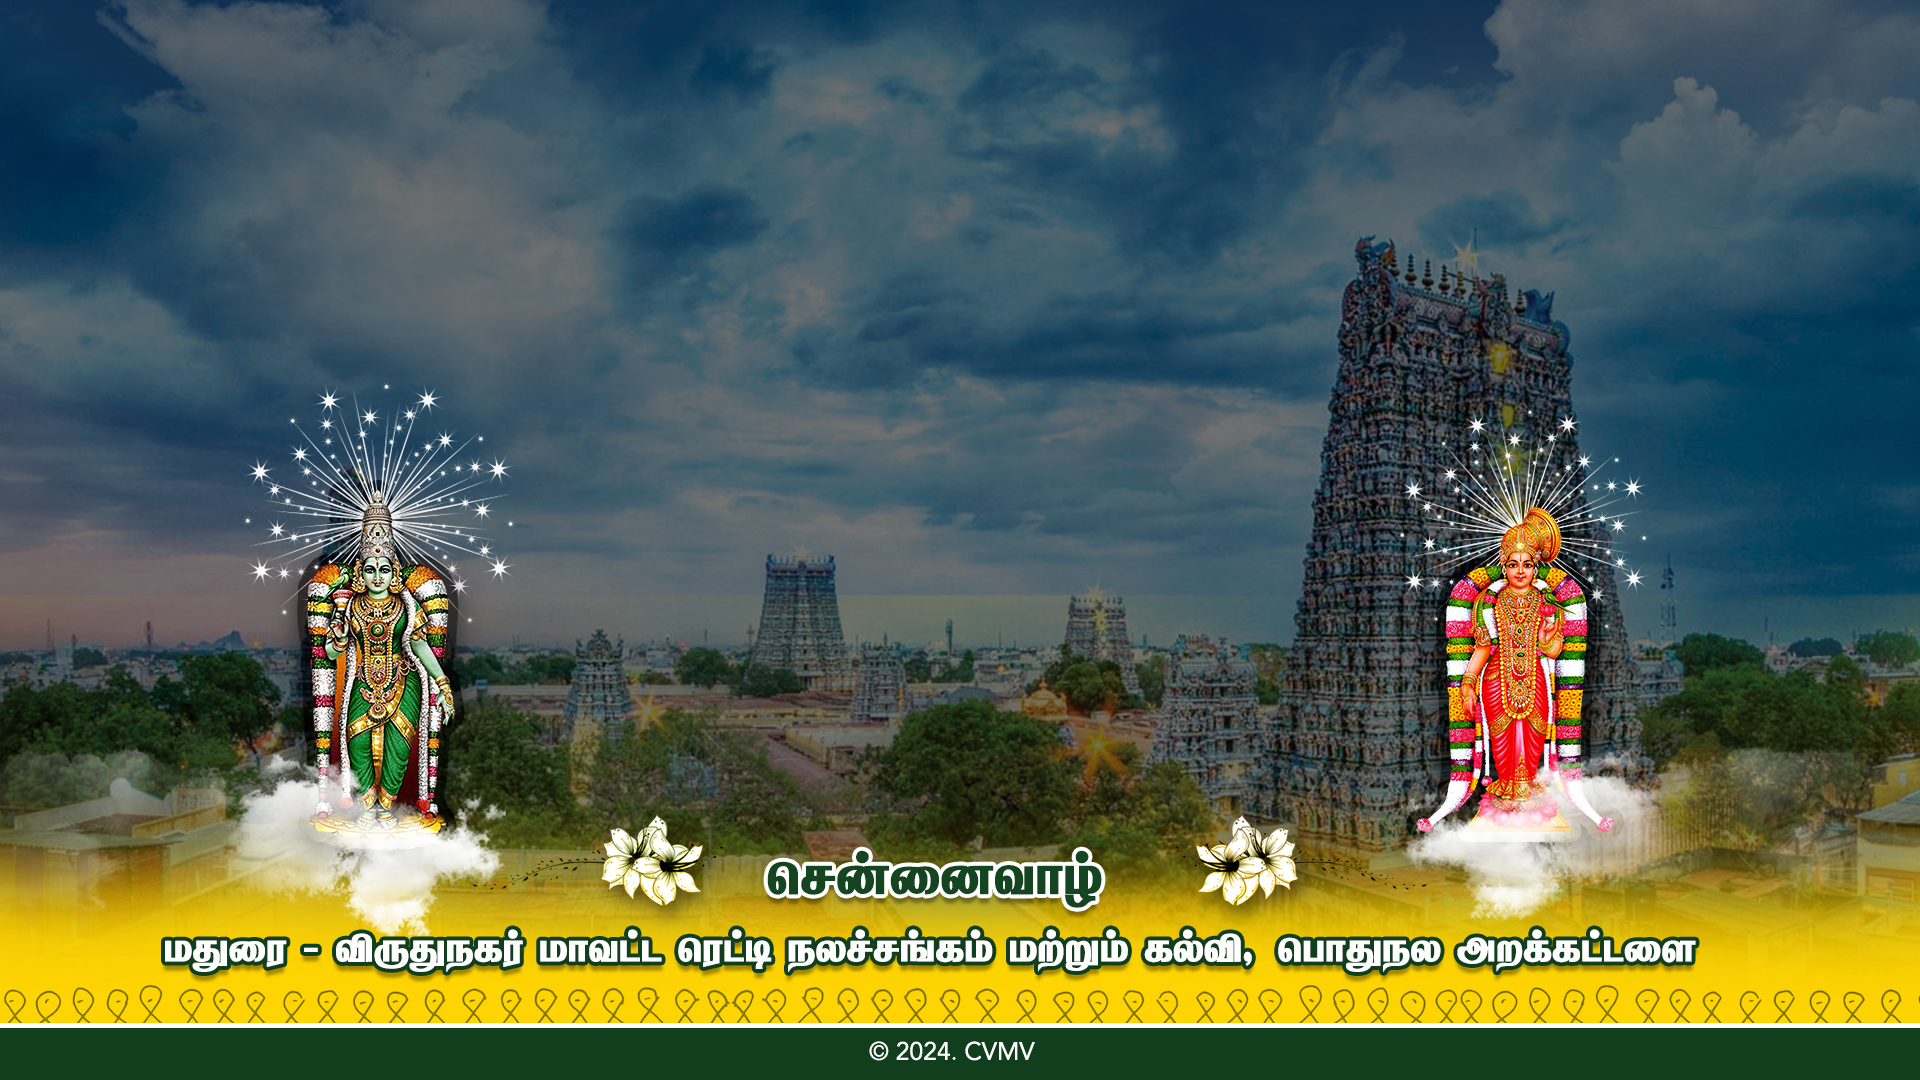 சென்னைவாழ்
மதுரை - விருதுநகர் மாவட்ட ரெட்டி நலச்சங்கம் மற்றும் கல்வி, பொதுநல அறக்கட்டளை
© 2024. CVMV